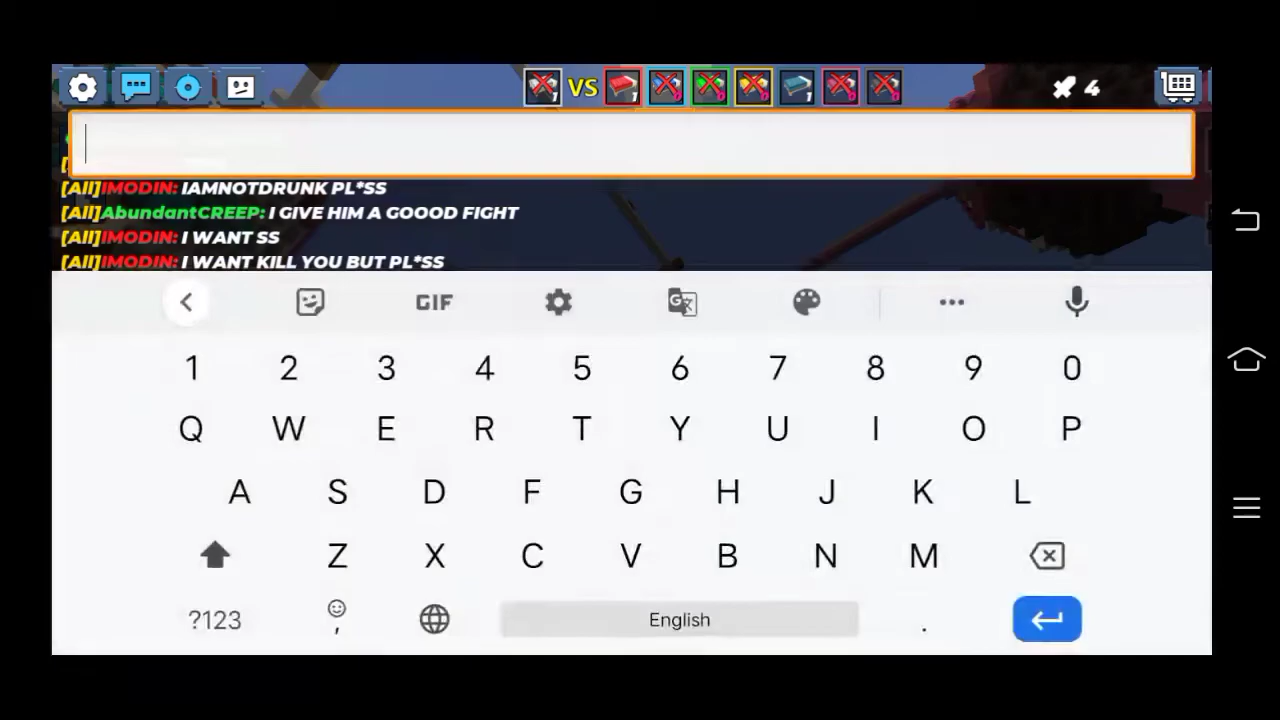 VS
4
[All]IMODIN: IAMNOTDRUNK PL*SS
[All]AbundantCREEP: I GIVE HIM A GOOOD FIGHT
[All]IMODIN: I WANT SS
[All]IMODIN: I WANT KILL YOU BUT PL*SS
GIF
1 2 3 4 5 6 7 8 9 0
Q W E R T Y U I O P
A S D F G H J K L
Z X C V B N M
?123 , English .